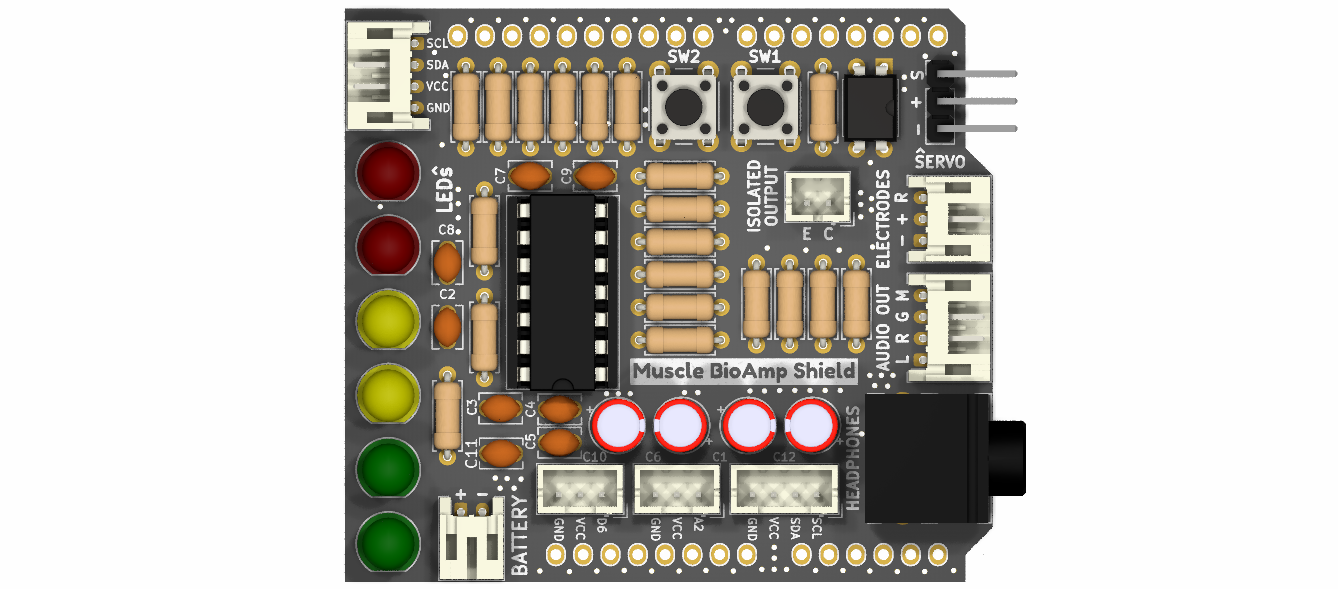 SCL
SDA
VCC
GND
SW2
SW1
S
+
−
SERVO
LEDs
C7
C9
ISOLATED
OUTPUT
E C
ELECTRODES
− + R
C8
C2
AUDIO OUT
L R G M
Muscle BioAmp Shield
C3
C4
C5
C11
C10
C6
C1
C12
HEADPHONES
+ −
BATTERY
GND
VCC
D6
GND
VCC
A2
GND
VCC
SDA
SCL